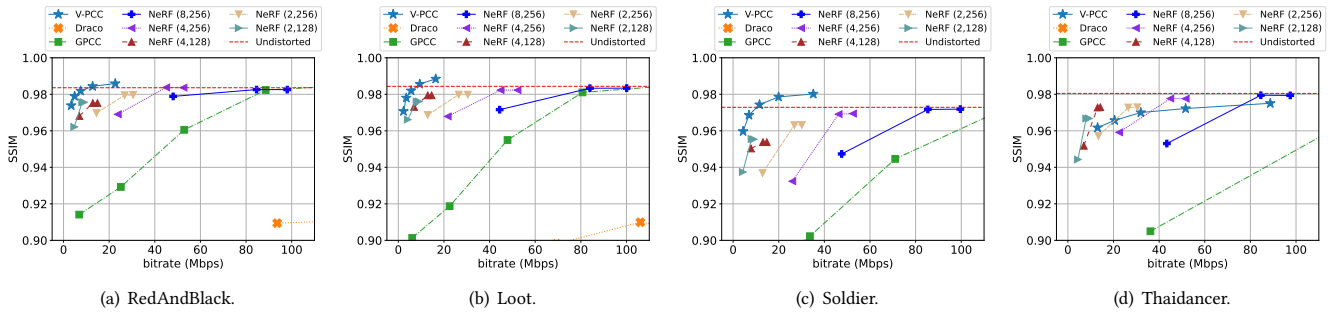 V-PCC NeRF (8,256) NeRF (2,256)
Draco NeRF (4,256) NeRF (2,128)
GPCC NeRF (4,128) Undistorted
1.00
0.98
0.96
0.94
0.92
0.90
SSIM
0 20 40 60 80 100
bitrate (Mbps)
(a) RedAndBlack.
V-PCC NeRF (8,256) NeRF (2,256)
Draco NeRF (4,256) NeRF (2,128)
GPCC NeRF (4,128) Undistorted
1.00
0.98
0.96
0.94
0.92
0.90
SSIM
0 20 40 60 80 100
bitrate (Mbps)
(b) Loot.
V-PCC NeRF (8,256) NeRF (2,256)
Draco NeRF (4,256) NeRF (2,128)
GPCC NeRF (4,128) Undistorted
1.00
0.98
0.96
0.94
0.92
0.90
SSIM
0 20 40 60 80 100
bitrate (Mbps)
(c) Soldier.
V-PCC NeRF (8,256) NeRF (2,256)
Draco NeRF (4,256) NeRF (2,128)
GPCC NeRF (4,128) Undistorted
1.00
0.98
0.96
0.94
0.92
0.90
SSIM
0 20 40 60 80 100
bitrate (Mbps)
(d) Thaidancer.